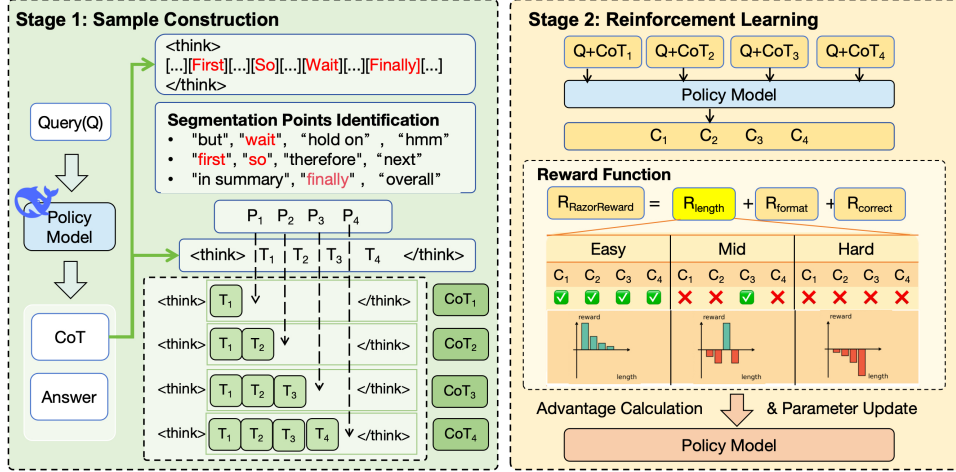 Stage 1: Sample Construction
<think>
[...][First][...][So][...][Wait][...][Finally][...]
</think>
Query(Q)
Segmentation Points Identification
• "but", "wait", “hold on” , “hmm”
• "first", "so", "therefore", "next"
• "in summary", "finally" , “overall”
Policy
Model
P1 P2 P3 P4
<think> T1 T2 T3 T4 </think>
<think> T1 </think> CoT1
CoT
<think> T1 T2 </think> CoT2
Answer
<think> T1 T2 T3 </think> CoT3
<think> T1 T2 T3 T4 </think> CoT4
Stage 2: Reinforcement Learning
Q+CoT1 Q+CoT2 Q+CoT3 Q+CoT4
Policy Model
C1 C2 C3 C4
Reward Function
RRazorReward = Rlength + Rformat + Rcorrect
Easy Mid Hard
C1 C2 C3 C4 C1 C2 C3 C4 C1 C2 C3 C4
✅ ✅ ✅ ✅ ❌ ❌ ✅ ❌ ❌ ❌ ❌ ❌
reward reward reward
length length length
Advantage Calculation & Parameter Update
Policy Model